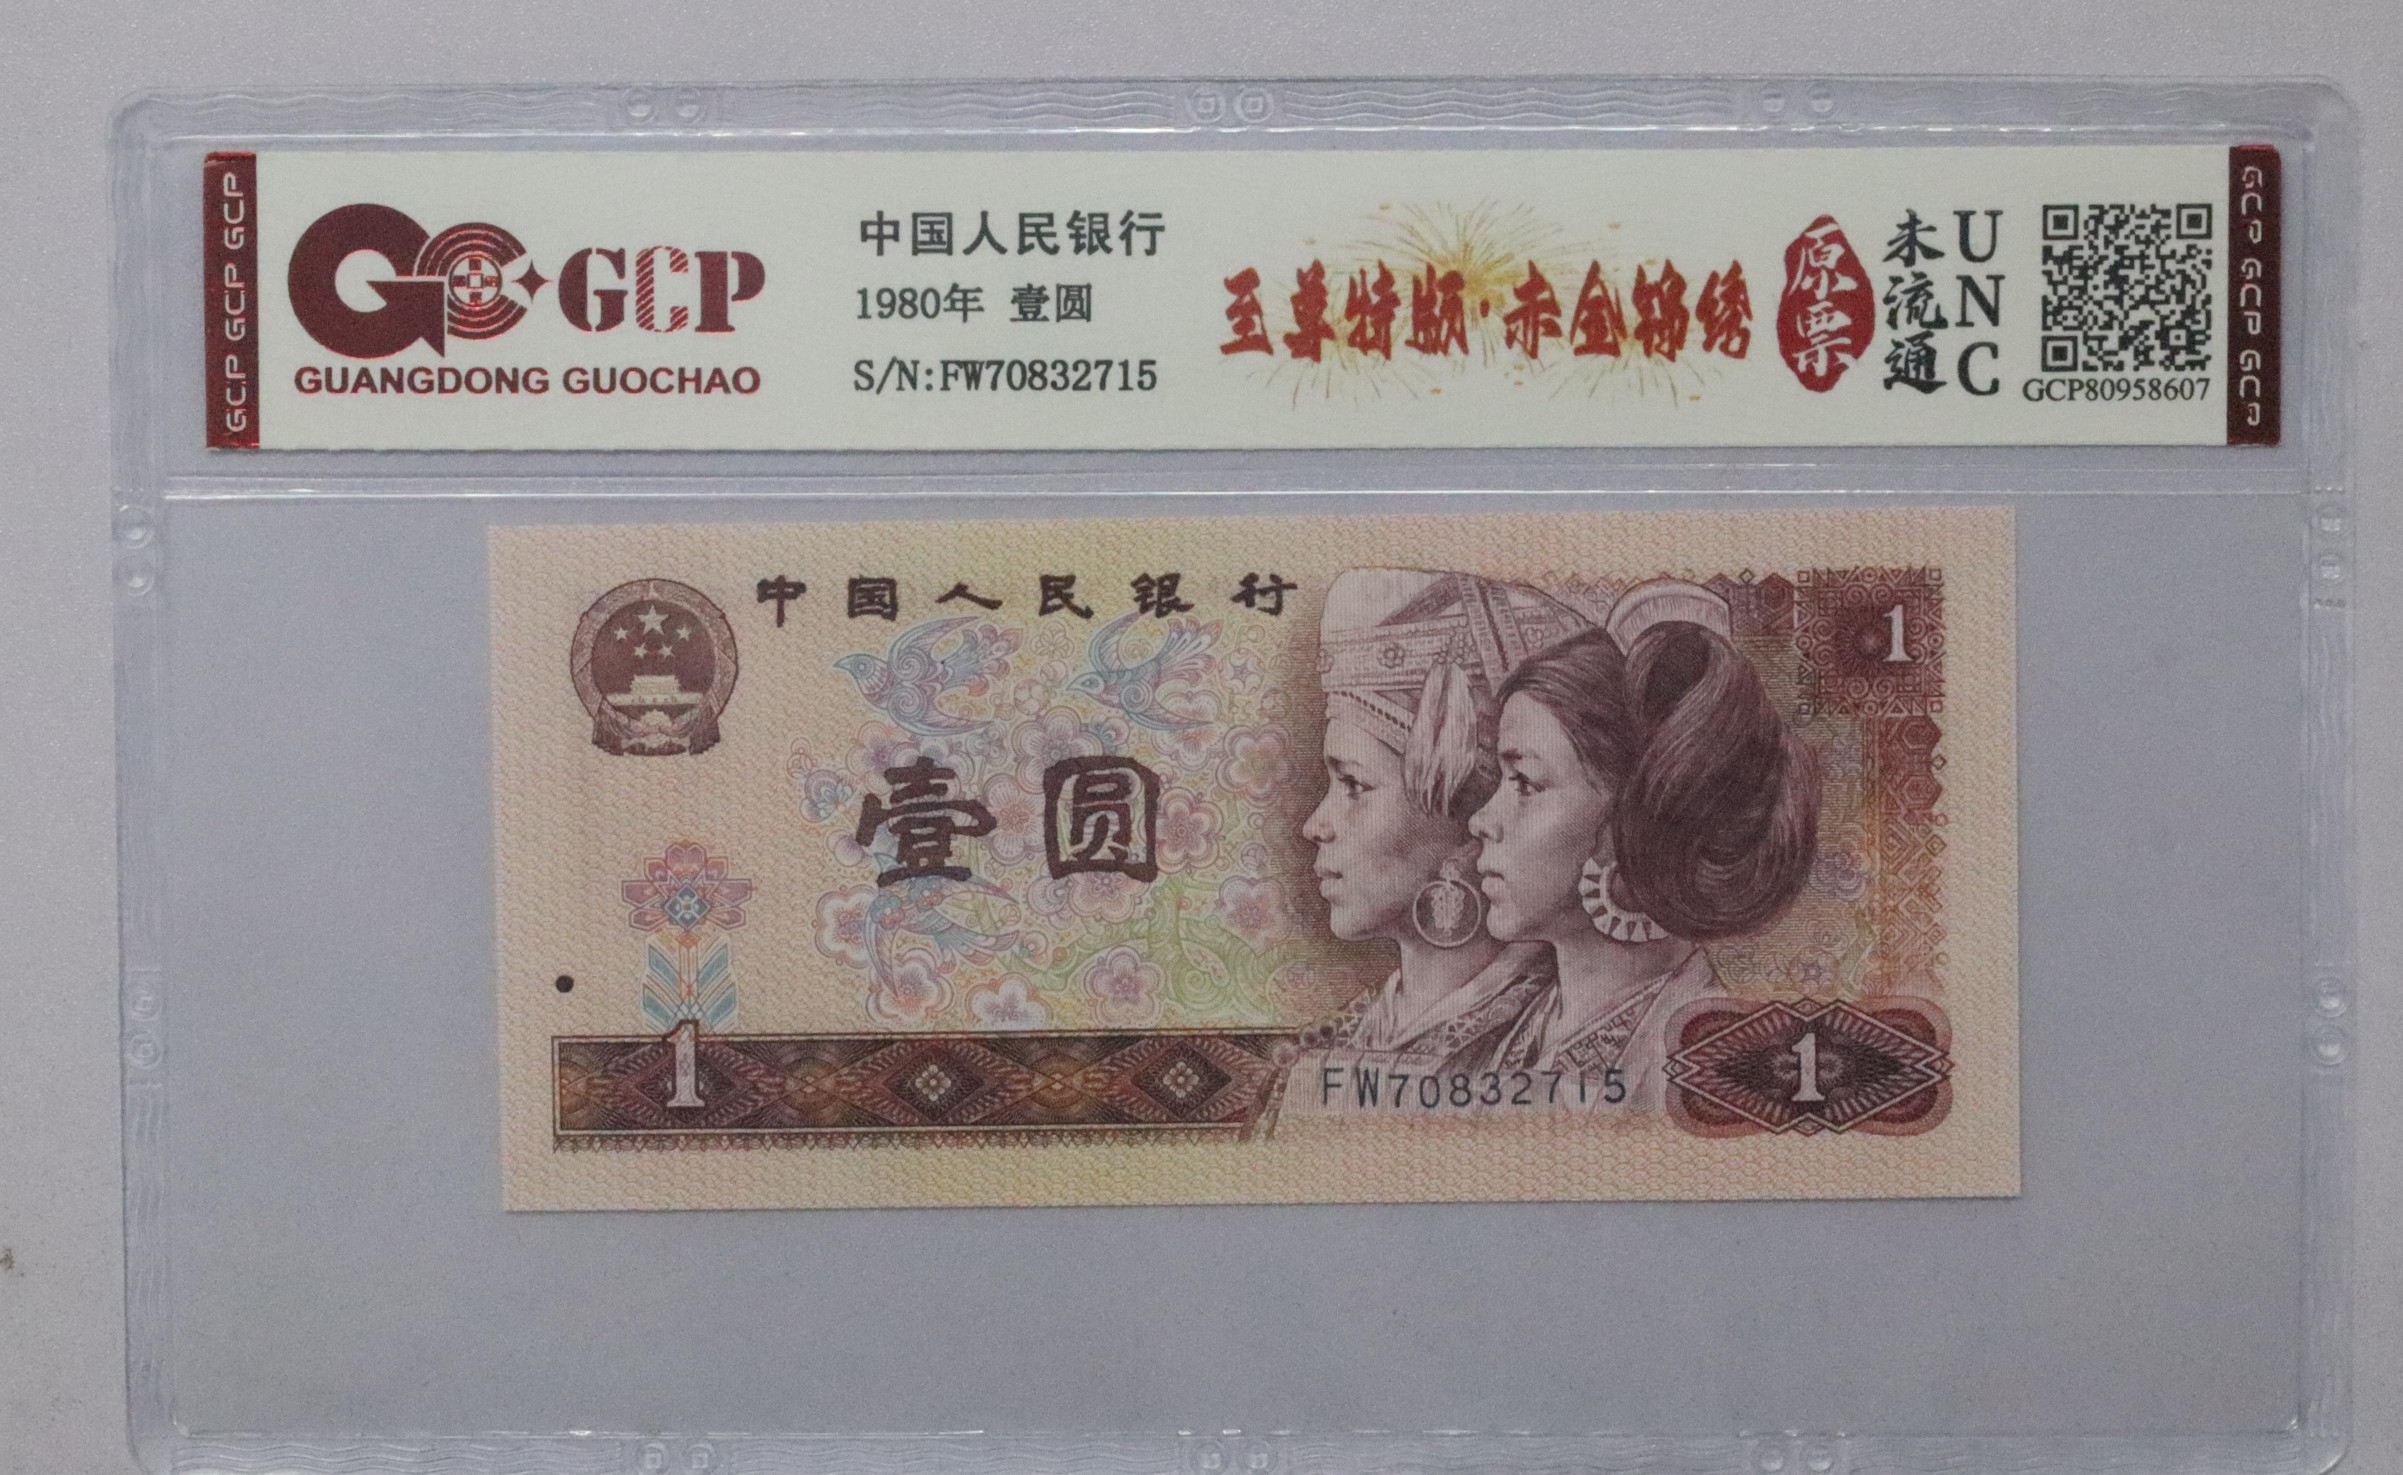 GCP GCP GCP
GCP
GUANGDONG GUOCHAO
中国人民银行
1980年 壹圆
S/N:FW70832715
至尊特版·赤金锦绣
原票
未流通
UNC
GCP80958607
GCP GCP GCP
中国人民银行
1
壹圆
1
FW70832715
1